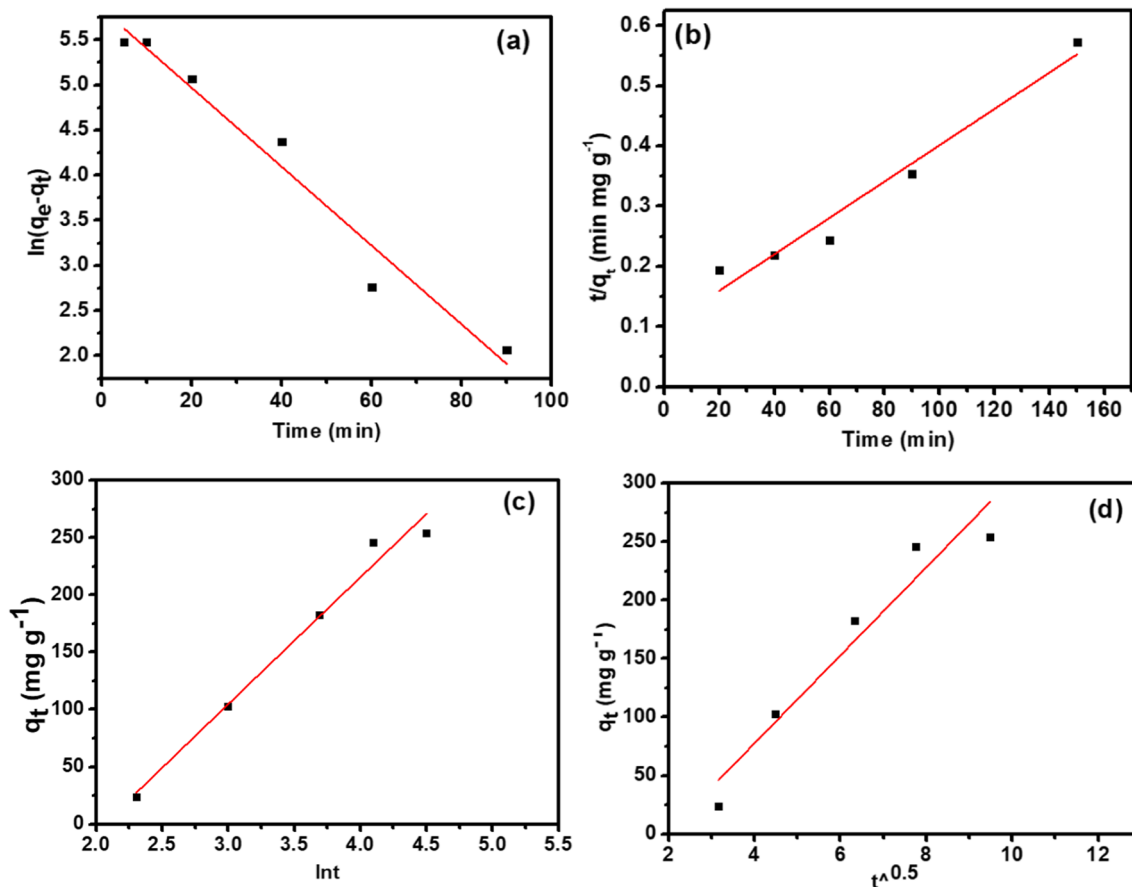 (a)
5.5
5.0
4.5
4.0
3.5
3.0
2.5
2.0
ln(qe-qt)
0 20 40 60 80 100
Time (min)
(b)
0.6
0.5
0.4
0.3
0.2
0.1
0.0
t/qt (min mg g-1)
0 20 40 60 80 100 120 140 160
Time (min)
(c)
300
250
200
150
100
50
0
qt (mg g-1)
2.0 2.5 3.0 3.5 4.0 4.5 5.0 5.5
lnt
(d)
300
250
200
150
100
50
0
qt (mg g-1)
2 4 6 8 10 12
t^0.5